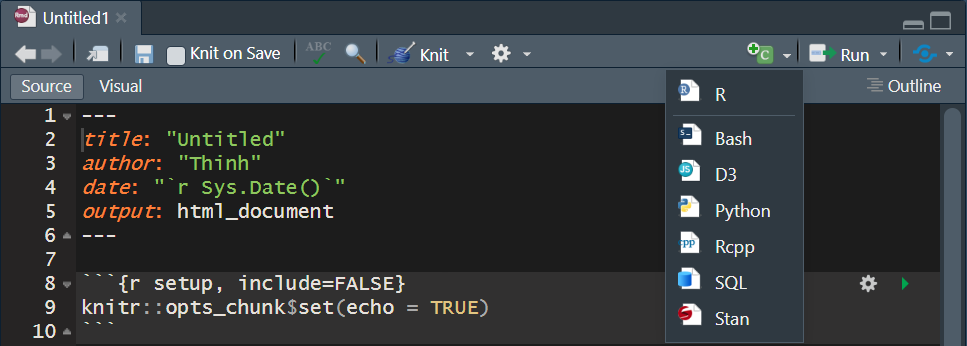 Untitled1
Knit on Save ABC Knit C Run
Source Visual Outline
1 ---
2 title: "Untitled"
3 author: "Thinh"
4 date: "`r Sys.Date()`"
5 output: html_document
6 ---
7
8 ```{r setup, include=FALSE}
9 knitr::opts_chunk$set(echo = TRUE)
10 ```
R
Bash
D3
Python
Rcpp
SQL
Stan